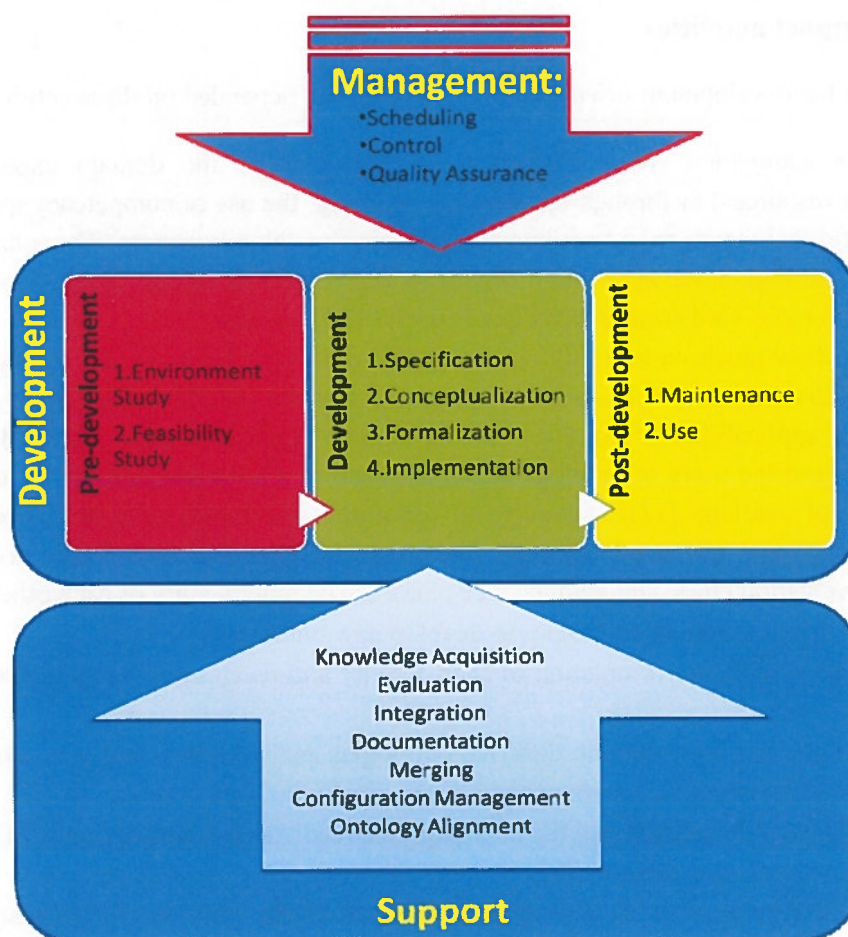 Management:
•Scheduling
•Control
•Quality Assurance
Development
Pre-development
1.Environment
Study
2.Feasibility
Study
Development
1.Specification
2.Conceptualization
3.Formalization
4.Implementation
Post-development
1.Maintenance
2.Use
Knowledge Acquisition
Evaluation
Integration
Documentation
Merging
Configuration Management
Ontology Alignment
Support